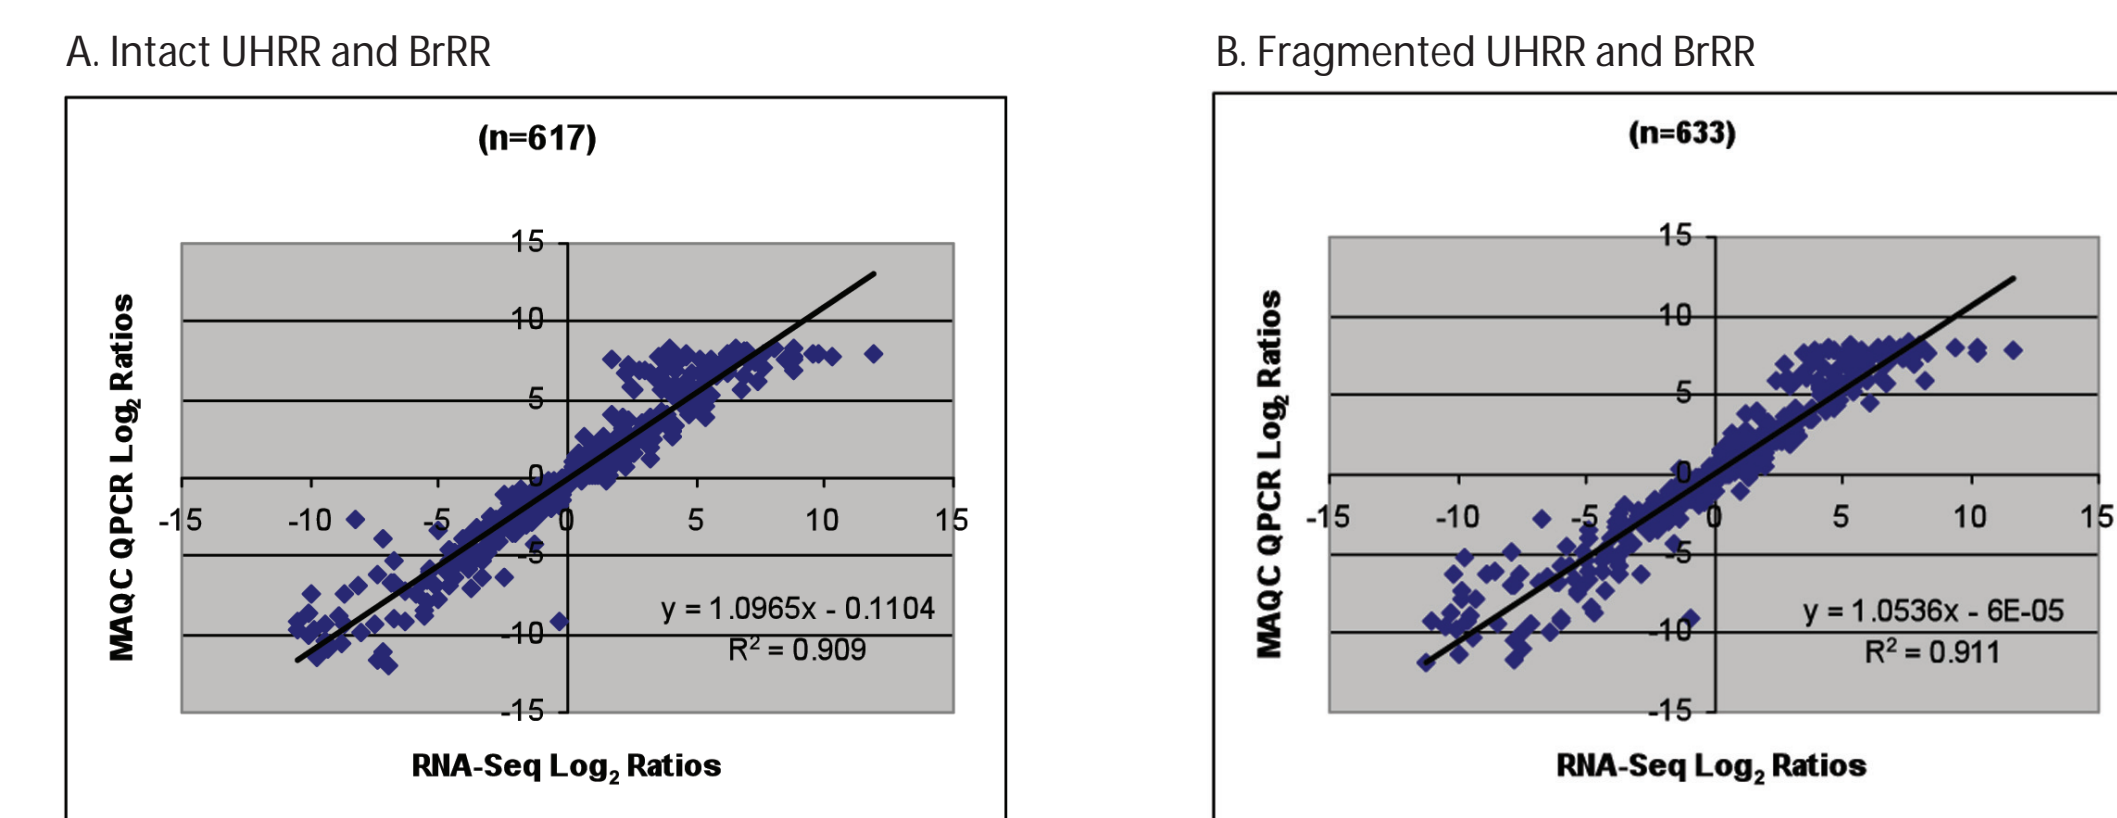 A. Intact UHRR and BrRR
(n=617)
MAQC QPCR Log2 Ratios
15
10
5
0
-5
-10
-15
-15 -10 -5 0 5 10 15
y = 1.0965x - 0.1104
R² = 0.909
RNA-Seq Log2 Ratios
B. Fragmented UHRR and BrRR
(n=633)
MAQC QPCR Log2 Ratios
15
10
5
0
-5
-10
-15
-15 -10 -5 0 5 10 15
y = 1.0536x - 6E-05
R² = 0.911
RNA-Seq Log2 Ratios